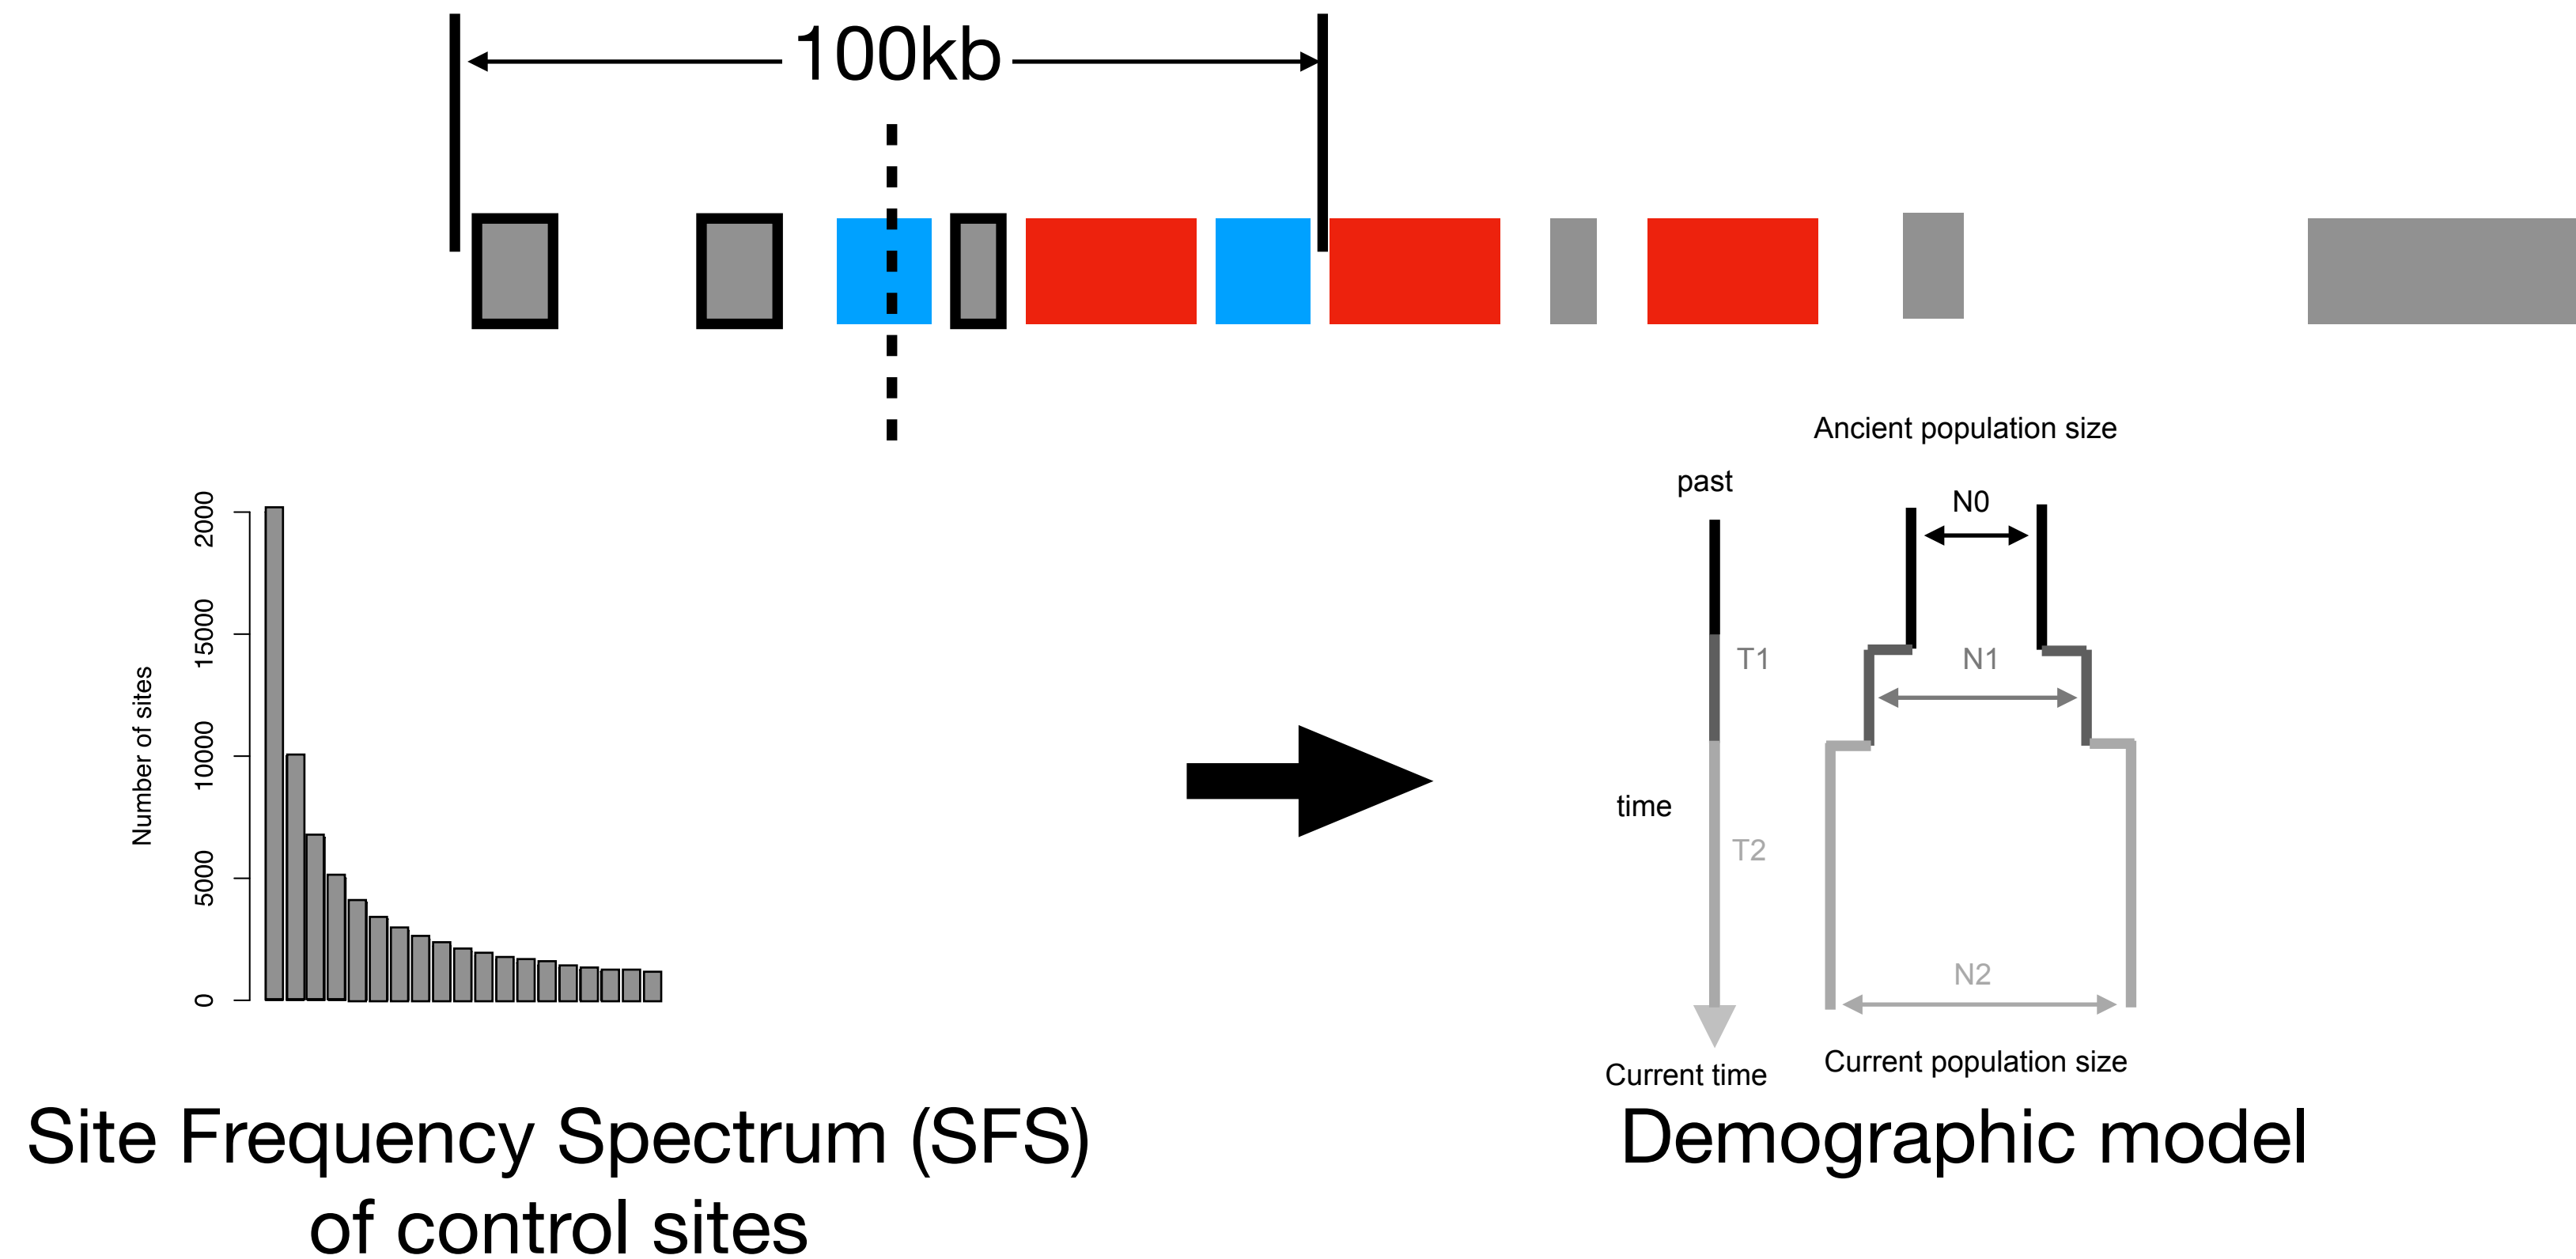 100kb
Ancient population size
past
N0
2000
15000
T1
N1
Number of sites
10000
time
5000
T2
N2
0
Current time
Current population size
Site Frequency Spectrum (SFS)
of control sites
Demographic model